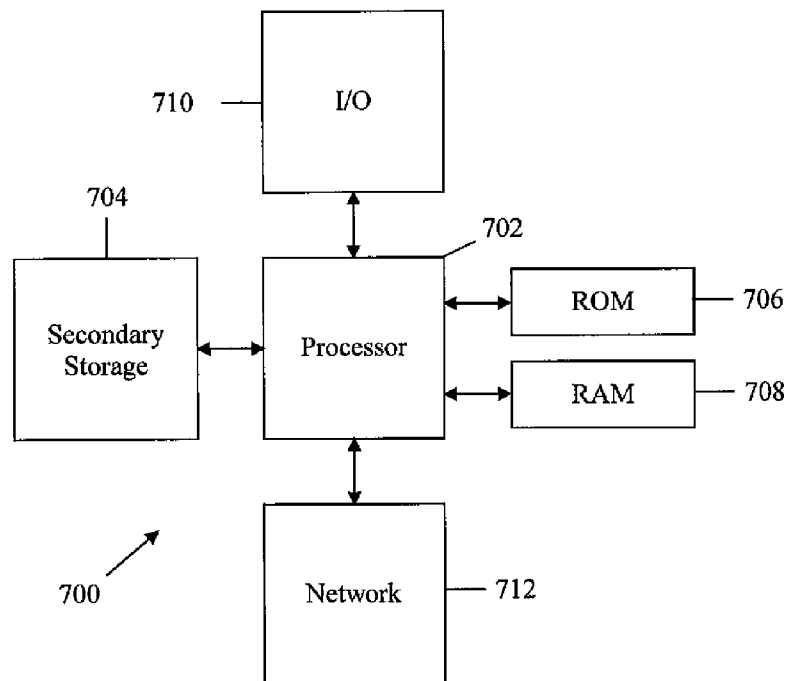 710
I/O
704
702
Secondary
Storage
Processor
ROM
706
RAM
708
700
Network
712